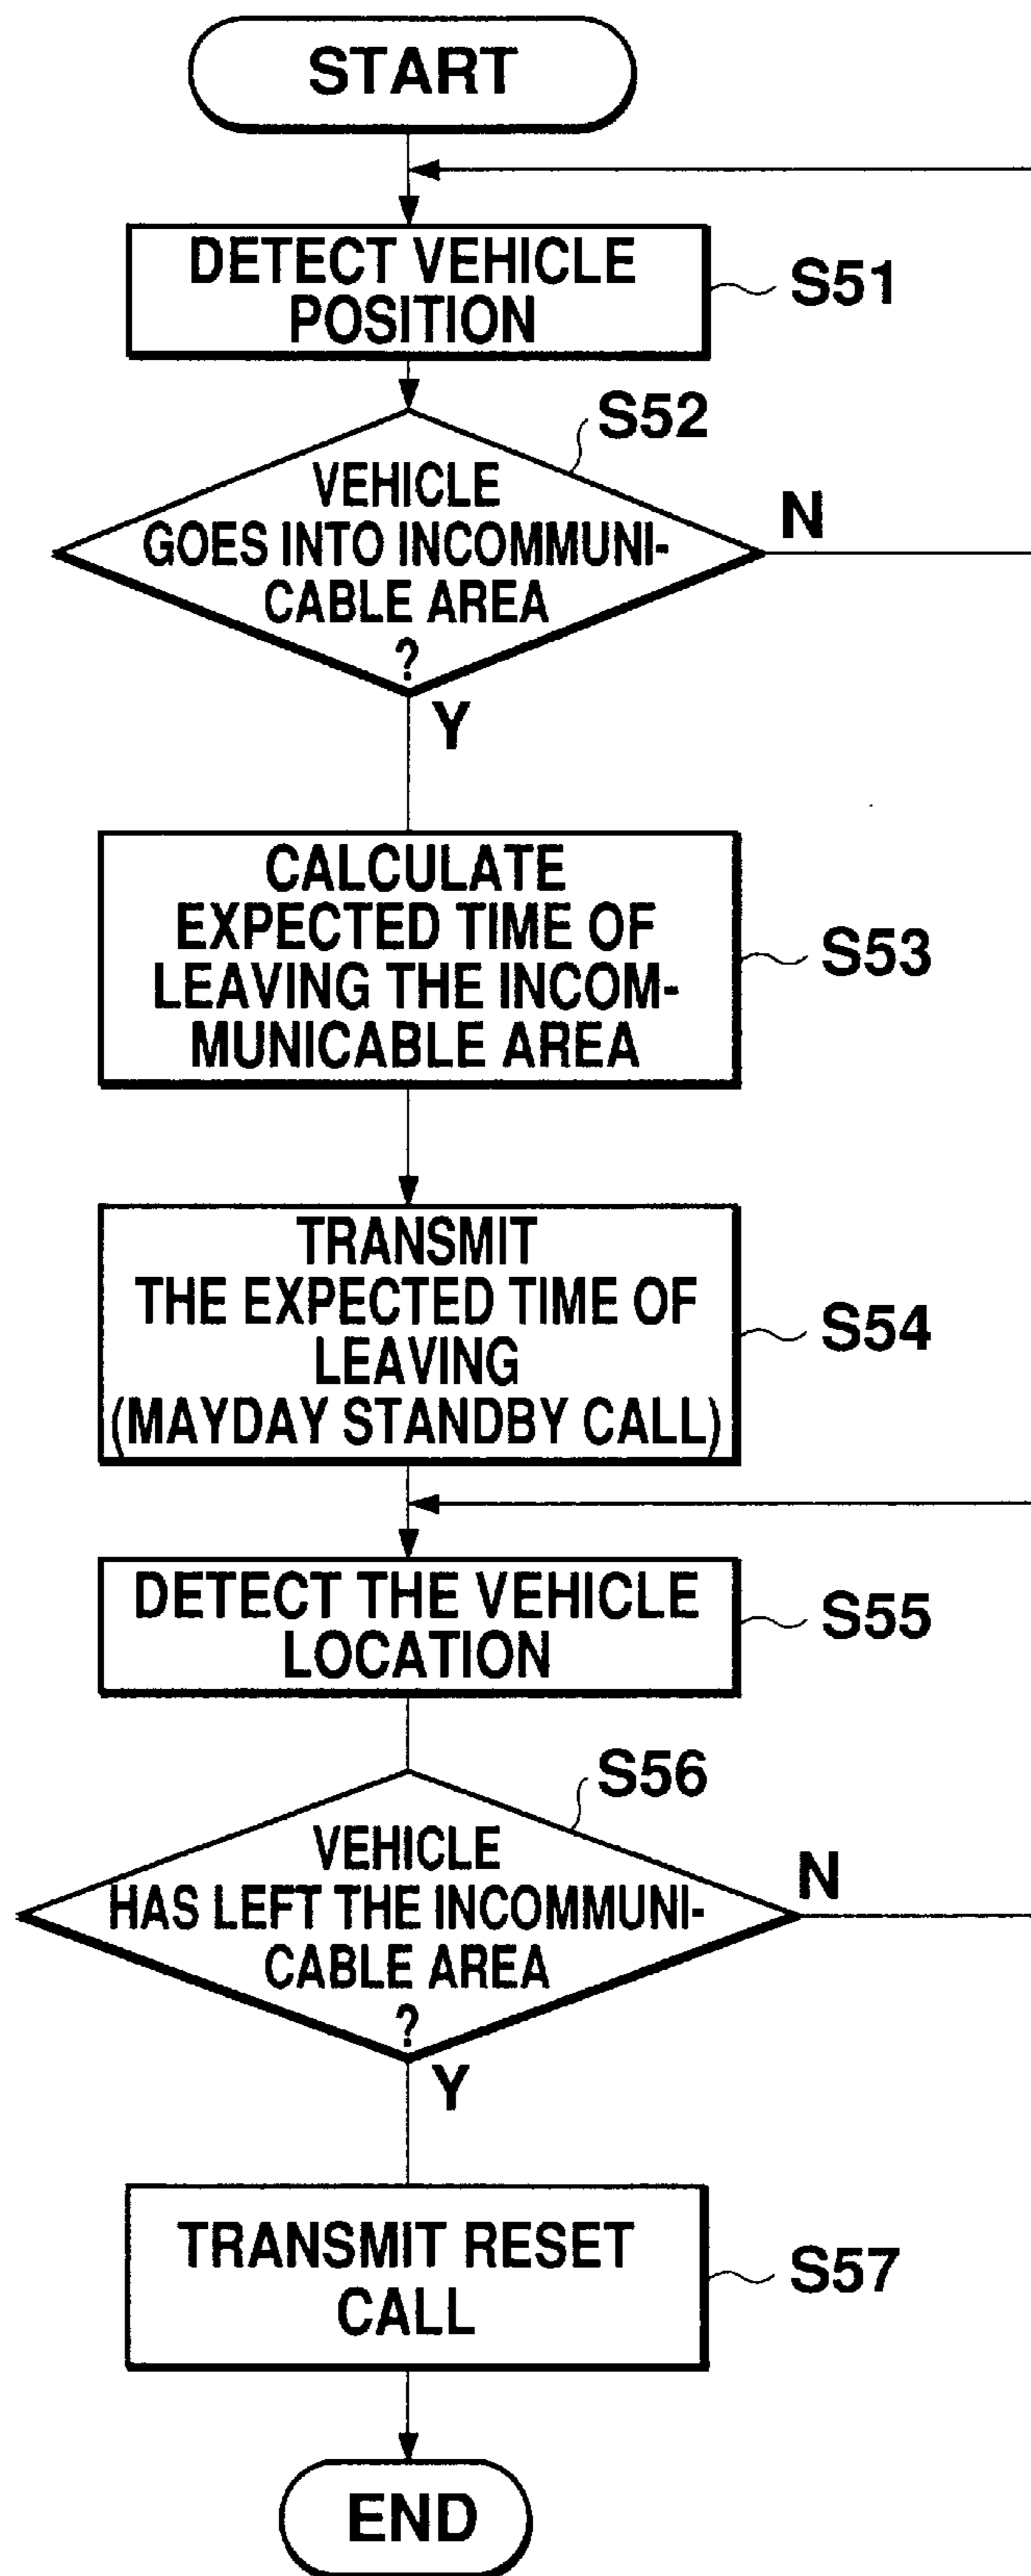 START
DETECT VEHICLE
POSITION
S51
S52
VEHICLE
GOES INTO INCOMMUNI-
CABLE AREA
?
N
Y
CALCULATE
EXPECTED TIME OF
LEAVING THE INCOM-
MUNICABLE AREA
S53
TRANSMIT
THE EXPECTED TIME OF
LEAVING
(MAYDAY STANDBY CALL)
S54
DETECT THE VEHICLE
LOCATION
S55
S56
VEHICLE
HAS LEFT THE INCOMMUNI-
CABLE AREA
?
N
Y
TRANSMIT RESET
CALL
S57
END